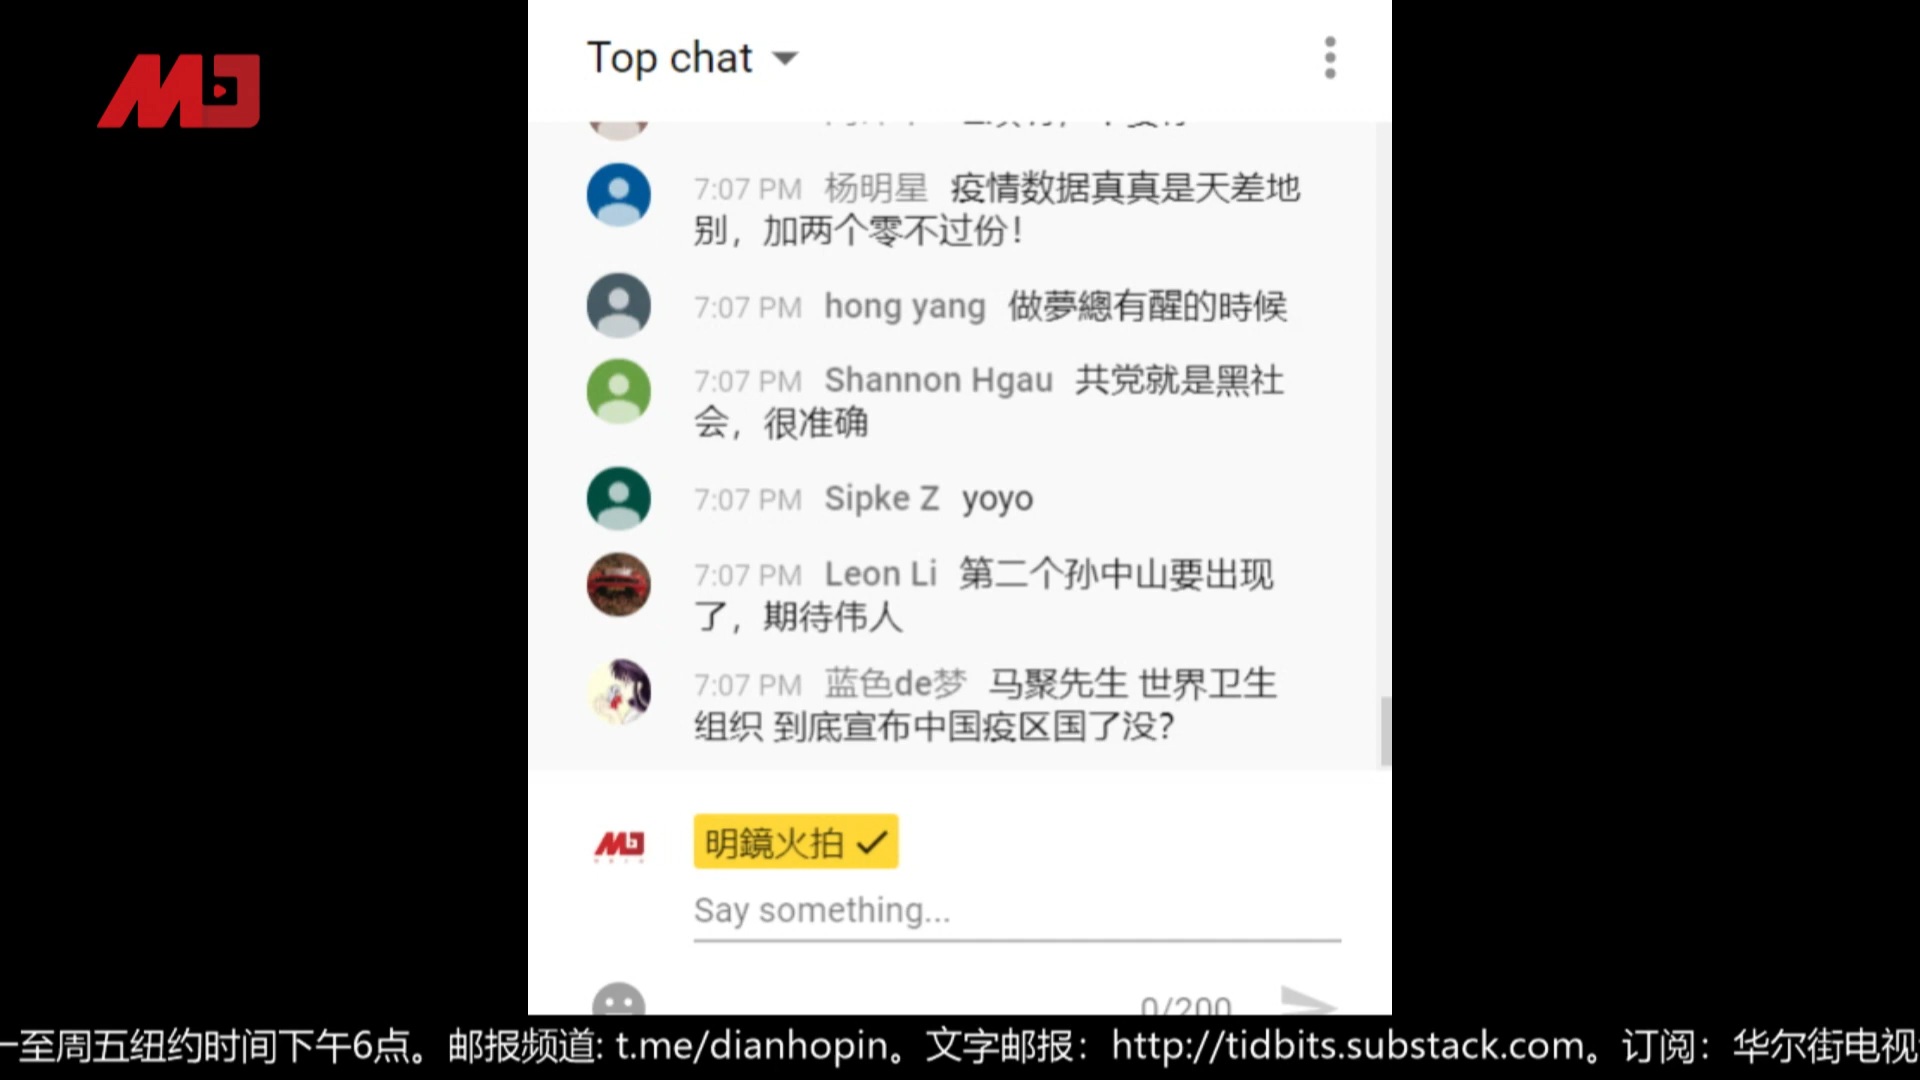 Top chat
7:07 PM 杨明星 疫情数据真真是天差地
别，加两个零不过份！
7:07 PM hong yang 做夢總有醒的時候
7:07 PM Shannon Hgau 共党就是黑社
会，很准确
7:07 PM Sipke Z yoyo
7:07 PM Leon Li 第二个孙中山要出现
了，期待伟人
7:07 PM 蓝色de梦 马聚先生 世界卫生
组织 到底宣布中国疫区国了没？
明鏡火拍
Say something...
0/200
一至周五纽约时间下午6点。邮报频道: t.me/dianhopin。文字邮报：http://tidbits.substack.com。订阅：华尔街电视